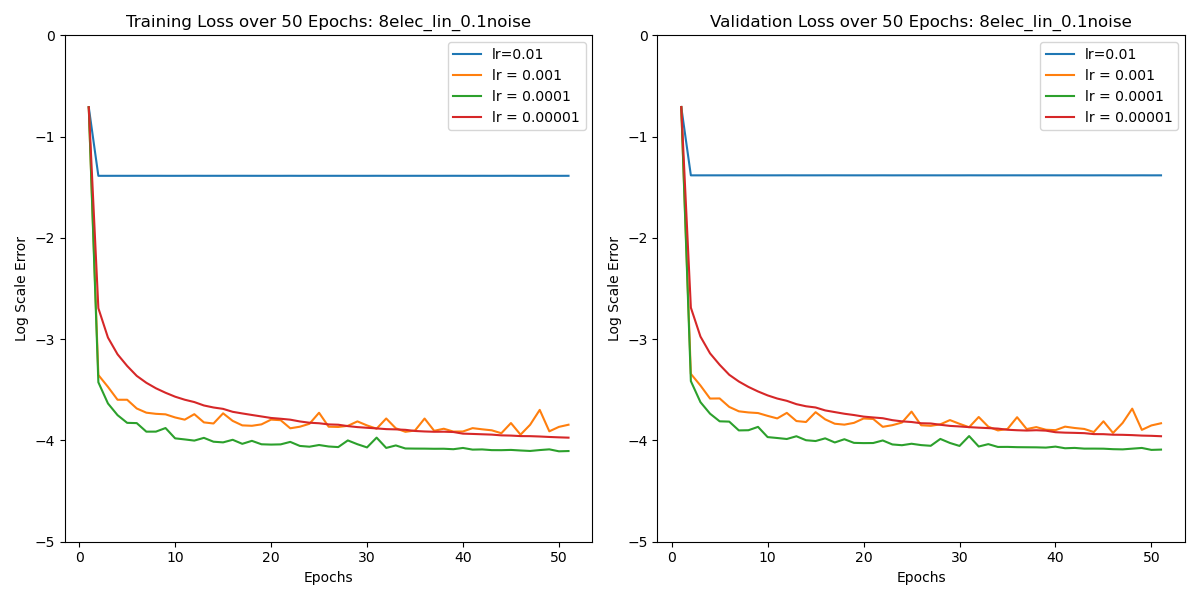 Training Loss over 50 Epochs: 8elec_lin_0.1noise
lr=0.01
lr = 0.001
lr = 0.0001
lr = 0.00001
0
−1
−2
−3
−4
−5
Log Scale Error
0 10 20 30 40 50
Epochs
Validation Loss over 50 Epochs: 8elec_lin_0.1noise
lr=0.01
lr = 0.001
lr = 0.0001
lr = 0.00001
0
−1
−2
−3
−4
−5
Log Scale Error
0 10 20 30 40 50
Epochs